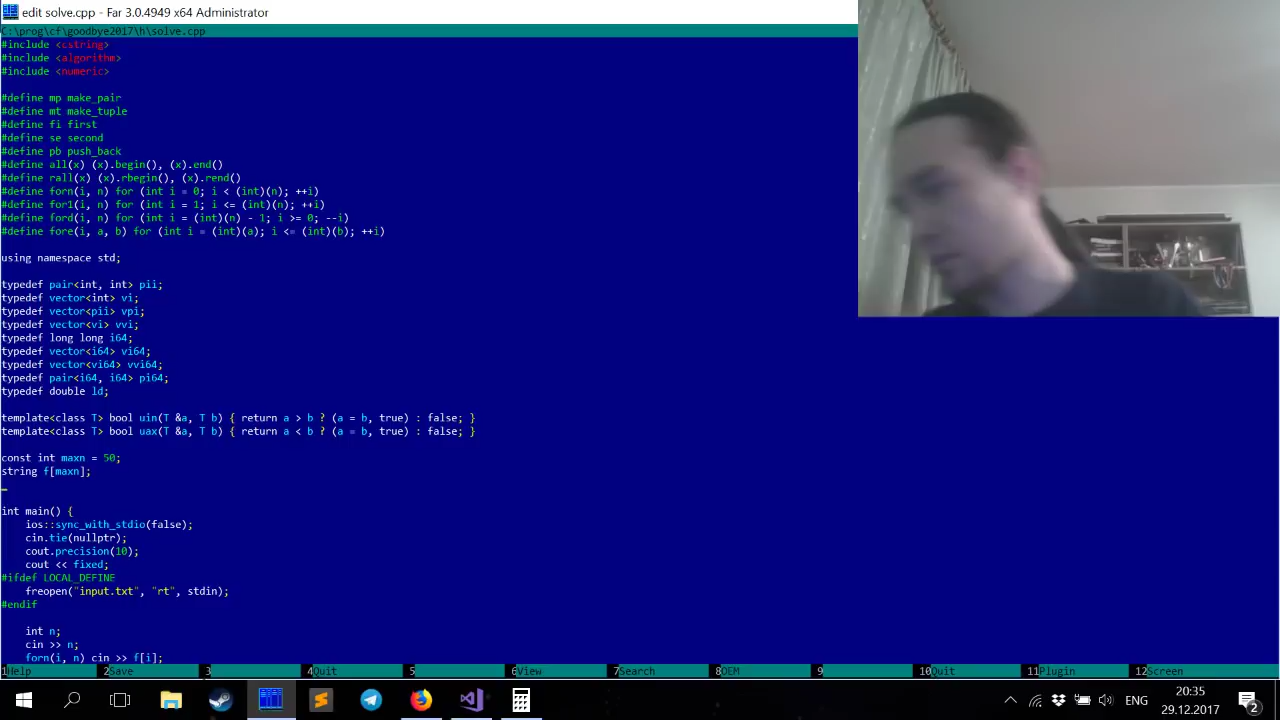 edit solve.cpp - Far 3.0.4949 x64 Administrator
C:\prog\cf\goodbye2017\h\solve.cpp
#include <cstring>
#include <algorithm>
#include <numeric>
#define mp make_pair
#define mt make_tuple
#define fi first
#define se second
#define pb push_back
#define all(x) (x).begin(), (x).end()
#define rall(x) (x).rbegin(), (x).rend()
#define forn(i, n) for (int i = 0; i < (int)(n); ++i)
#define for1(i, n) for (int i = 1; i <= (int)(n); ++i)
#define ford(i, n) for (int i = (int)(n) - 1; i >= 0; --i)
#define fore(i, a, b) for (int i = (int)(a); i <= (int)(b); ++i)
using namespace std;
typedef pair<int, int> pii;
typedef vector<int> vi;
typedef vector<pii> vpi;
typedef vector<vi> vvi;
typedef long long i64;
typedef vector<i64> vi64;
typedef vector<vi64> vvi64;
typedef pair<i64, i64> pi64;
typedef double ld;
template<class T> bool uin(T &a, T b) { return a > b ? (a = b, true) : false; }
template<class T> bool uax(T &a, T b) { return a < b ? (a = b, true) : false; }
const int maxn = 50;
string f[maxn];
int main() {
    ios::sync_with_stdio(false);
    cin.tie(nullptr);
    cout.precision(10);
    cout << fixed;
#ifdef LOCAL_DEFINE
    freopen("input.txt", "rt", stdin);
#endif
    int n;
    cin >> n;
    forn(i, n) cin >> f[i];
1Help 2Save 3 4Quit 5 6View 7Search 8OEM 9 10Quit 11Plugin 12Screen
ENG
20:35
29.12.2017
2